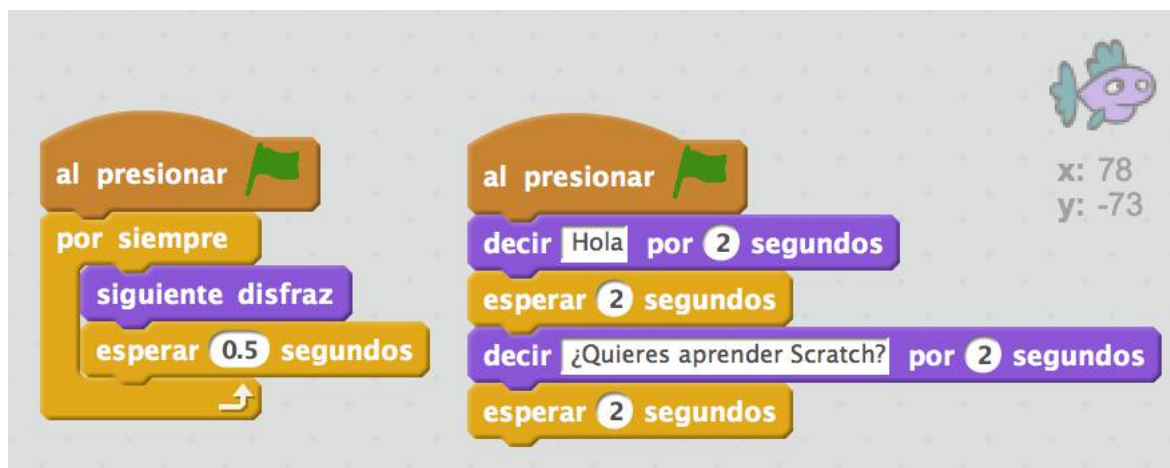 al presionar
por siempre
siguiente disfraz
esperar 0.5 segundos
al presionar
decir Hola por 2 segundos
esperar 2 segundos
decir ¿Quieres aprender Scratch? por 2 segundos
esperar 2 segundos
x: 78
y: -73